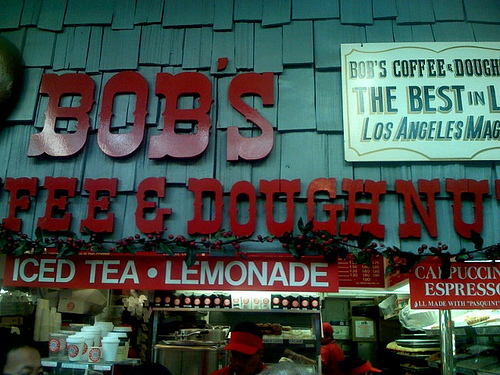 BOB'S
FEE & DOUGHNU
BOB'S COFFEE & DOUGH
THE BEST IN L
LOS ANGELES MAG
ICED TEA • LEMONADE
CAPPUCCIN
ESPRESSO
ALL MADE WITH "PASQUINI